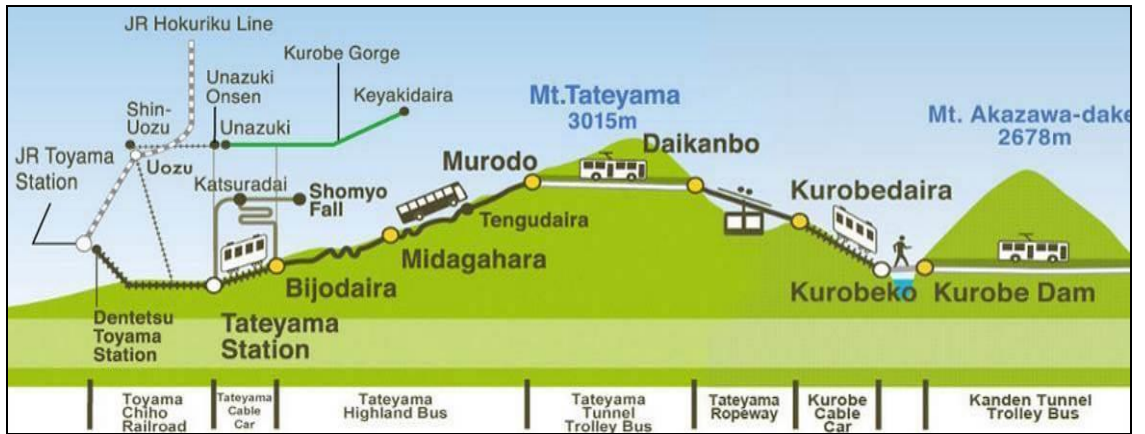 JR Hokuriku Line
Kurobe Gorge
Unazuki
Onsen
Keyakidaira
Shin-
Uozu
Unazuki
JR Toyama
Station
Uozu
Katsuradai
Shomyo
Fall
Mt.Tateyama
3015m
Mt. Akazawa-dake
2678m
Murodo
Daikanbo
Tengudaira
Kurobedaira
Midagahara
Bijodaira
Kurobeko
Kurobe Dam
Dentetsu
Toyama
Station
Tateyama
Station
Toyama
Chiho
Railroad
Tateyama
Cable
Car
Tateyama
Highland Bus
Tateyama
Tunnel
Trolley Bus
Tateyama
Ropeway
Kurobe
Cable
Car
Kanden Tunnel
Trolley Bus